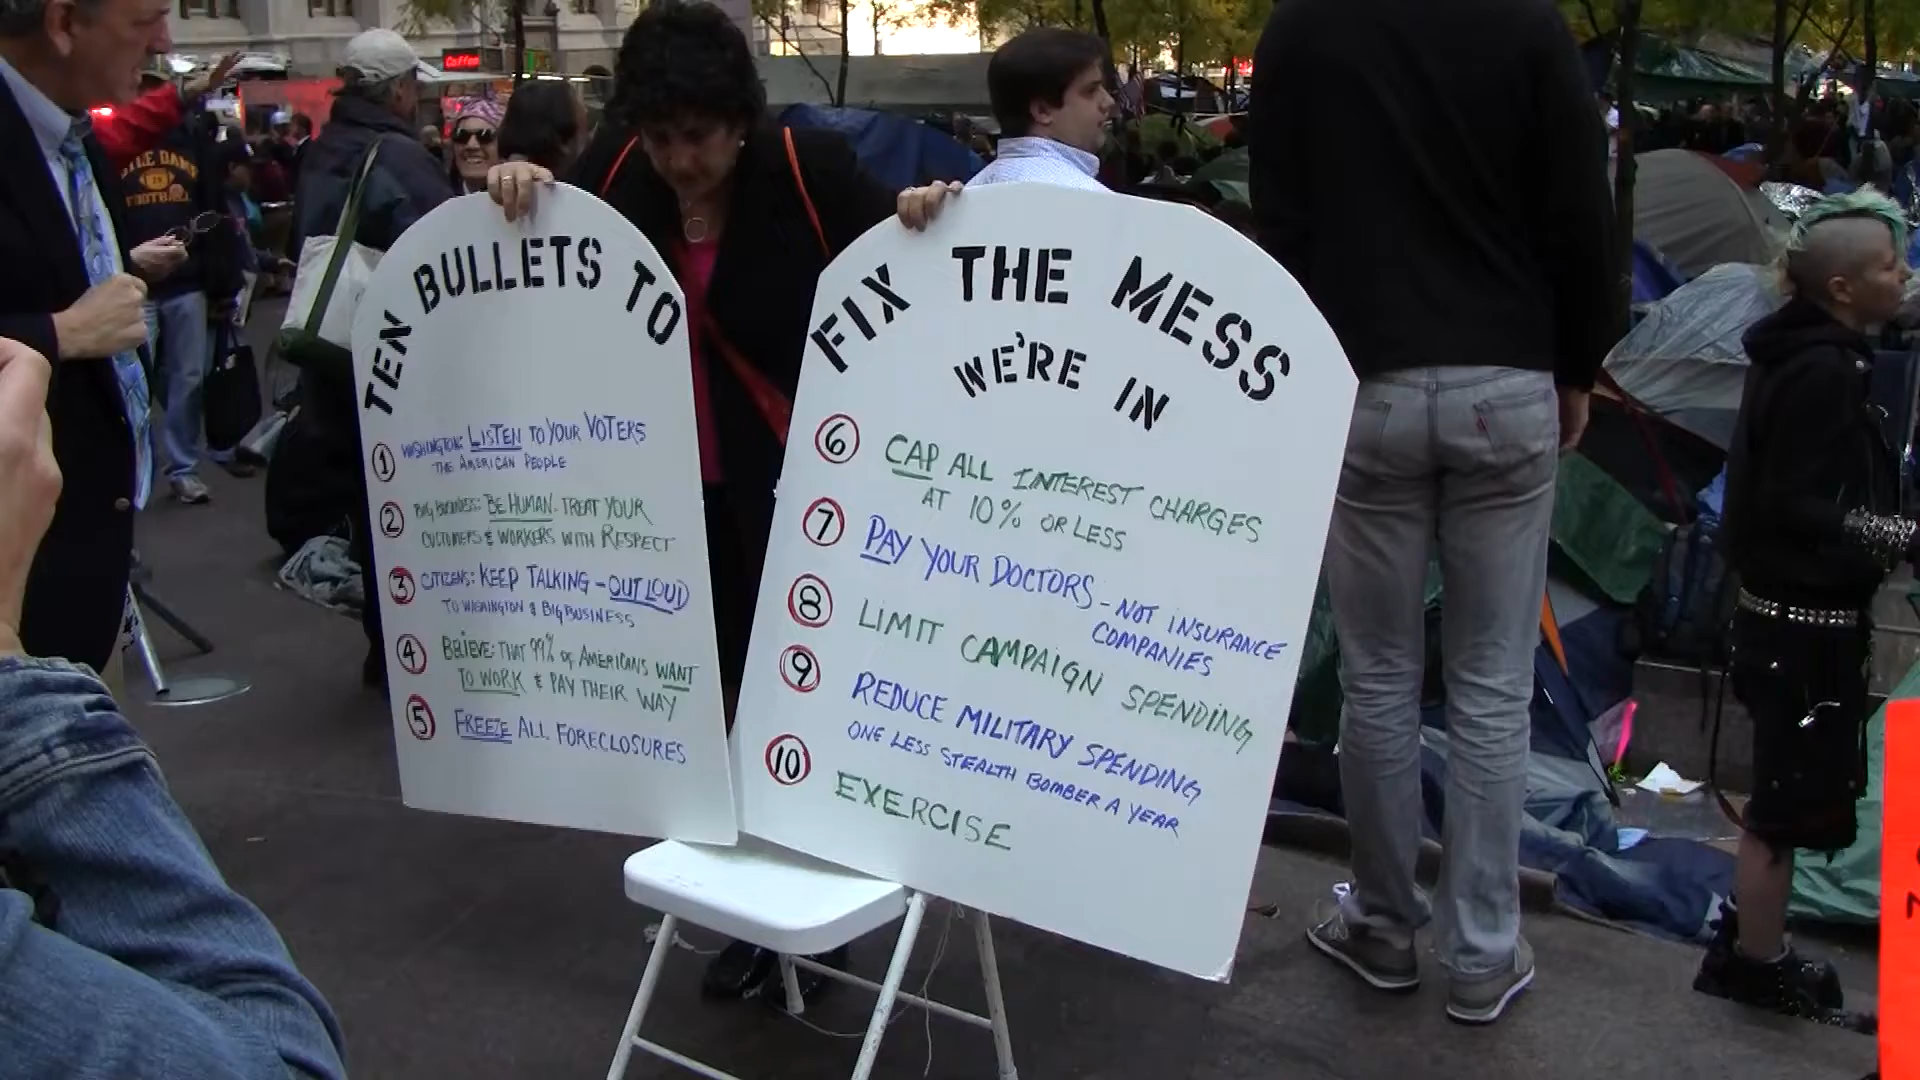 Coffee
FOOTBALL
TEN BULLETS TO
① WASHINGTON: LISTEN TO YOUR VOTERS
THE AMERICAN PEOPLE
② BIG BUSINESS: BE HUMAN. TREAT YOUR
CUSTOMERS & WORKERS WITH RESPECT
③ CITIZENS: KEEP TALKING - OUT LOUD
TO WASHINGTON & BIG BUSINESS
④ BELIEVE: THAT 99% OF AMERICANS WANT
TO WORK & PAY THEIR WAY
⑤ FREEZE ALL FORECLOSURES
FIX THE MESS
WE'RE IN
⑥ CAP ALL INTEREST CHARGES
AT 10% OR LESS
⑦ PAY YOUR DOCTORS - NOT INSURANCE
COMPANIES
⑧ LIMIT CAMPAIGN SPENDING
⑨ REDUCE MILITARY SPENDING
ONE LESS STEALTH BOMBER A YEAR
⑩ EXERCISE